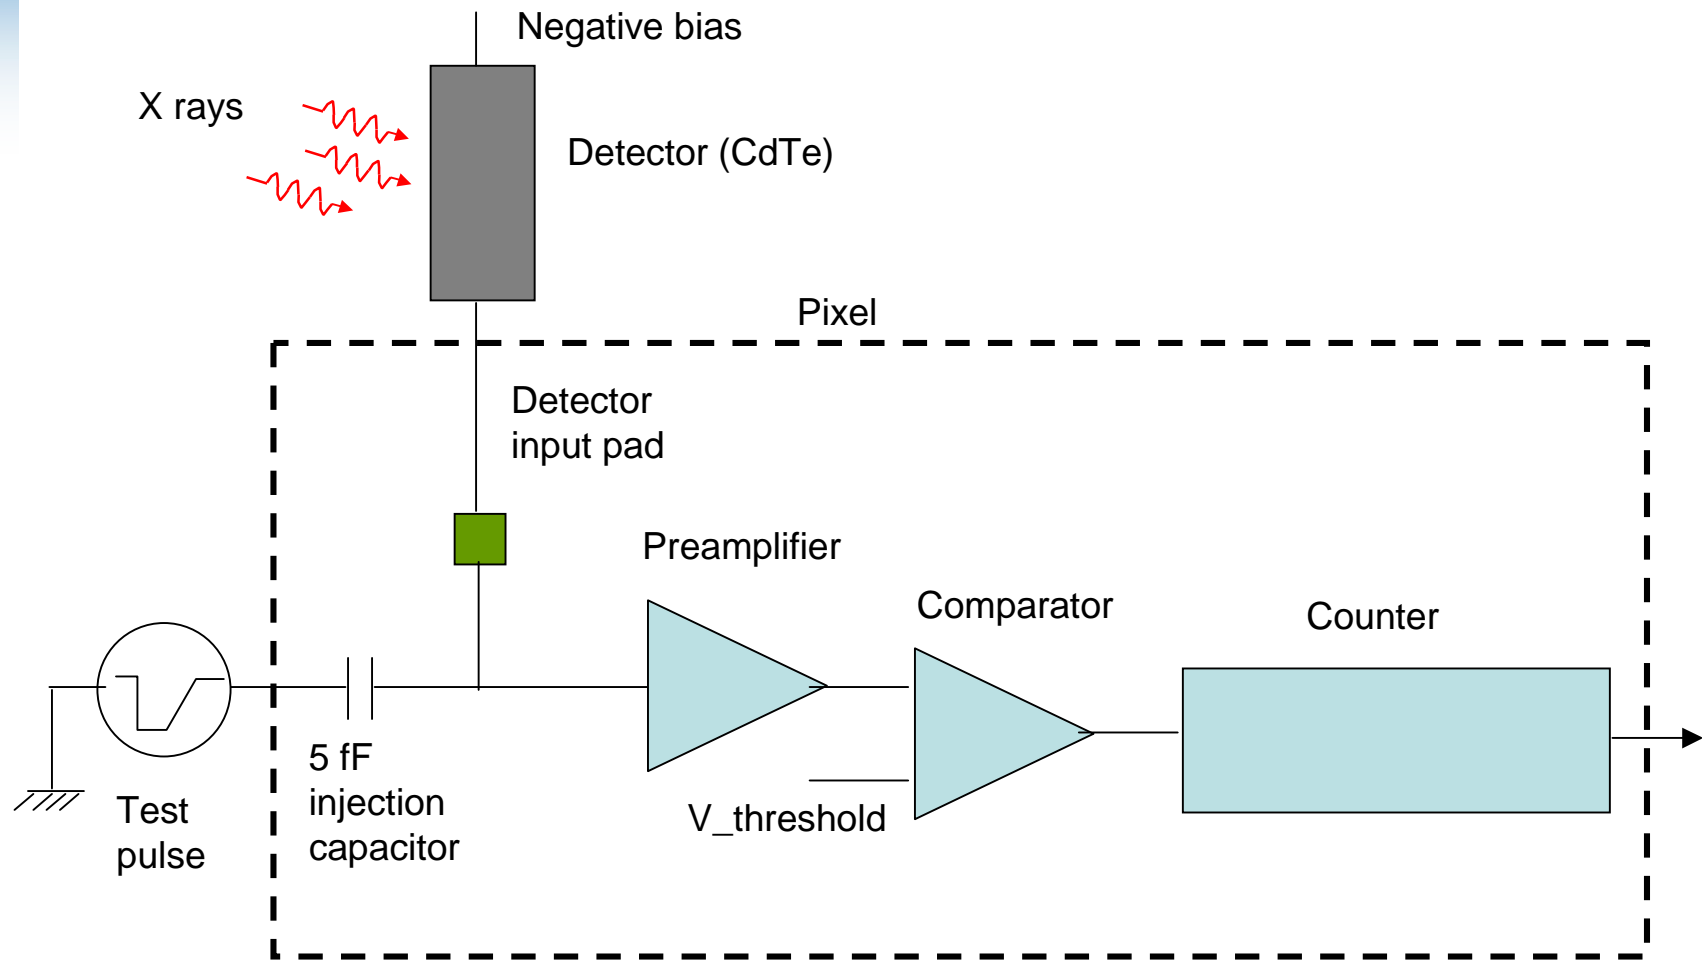 Negative bias
X rays
Detector (CdTe)
Pixel
Detector
input pad
Preamplifier
Comparator
Counter
5 fF
injection
capacitor
Test
pulse
V_threshold